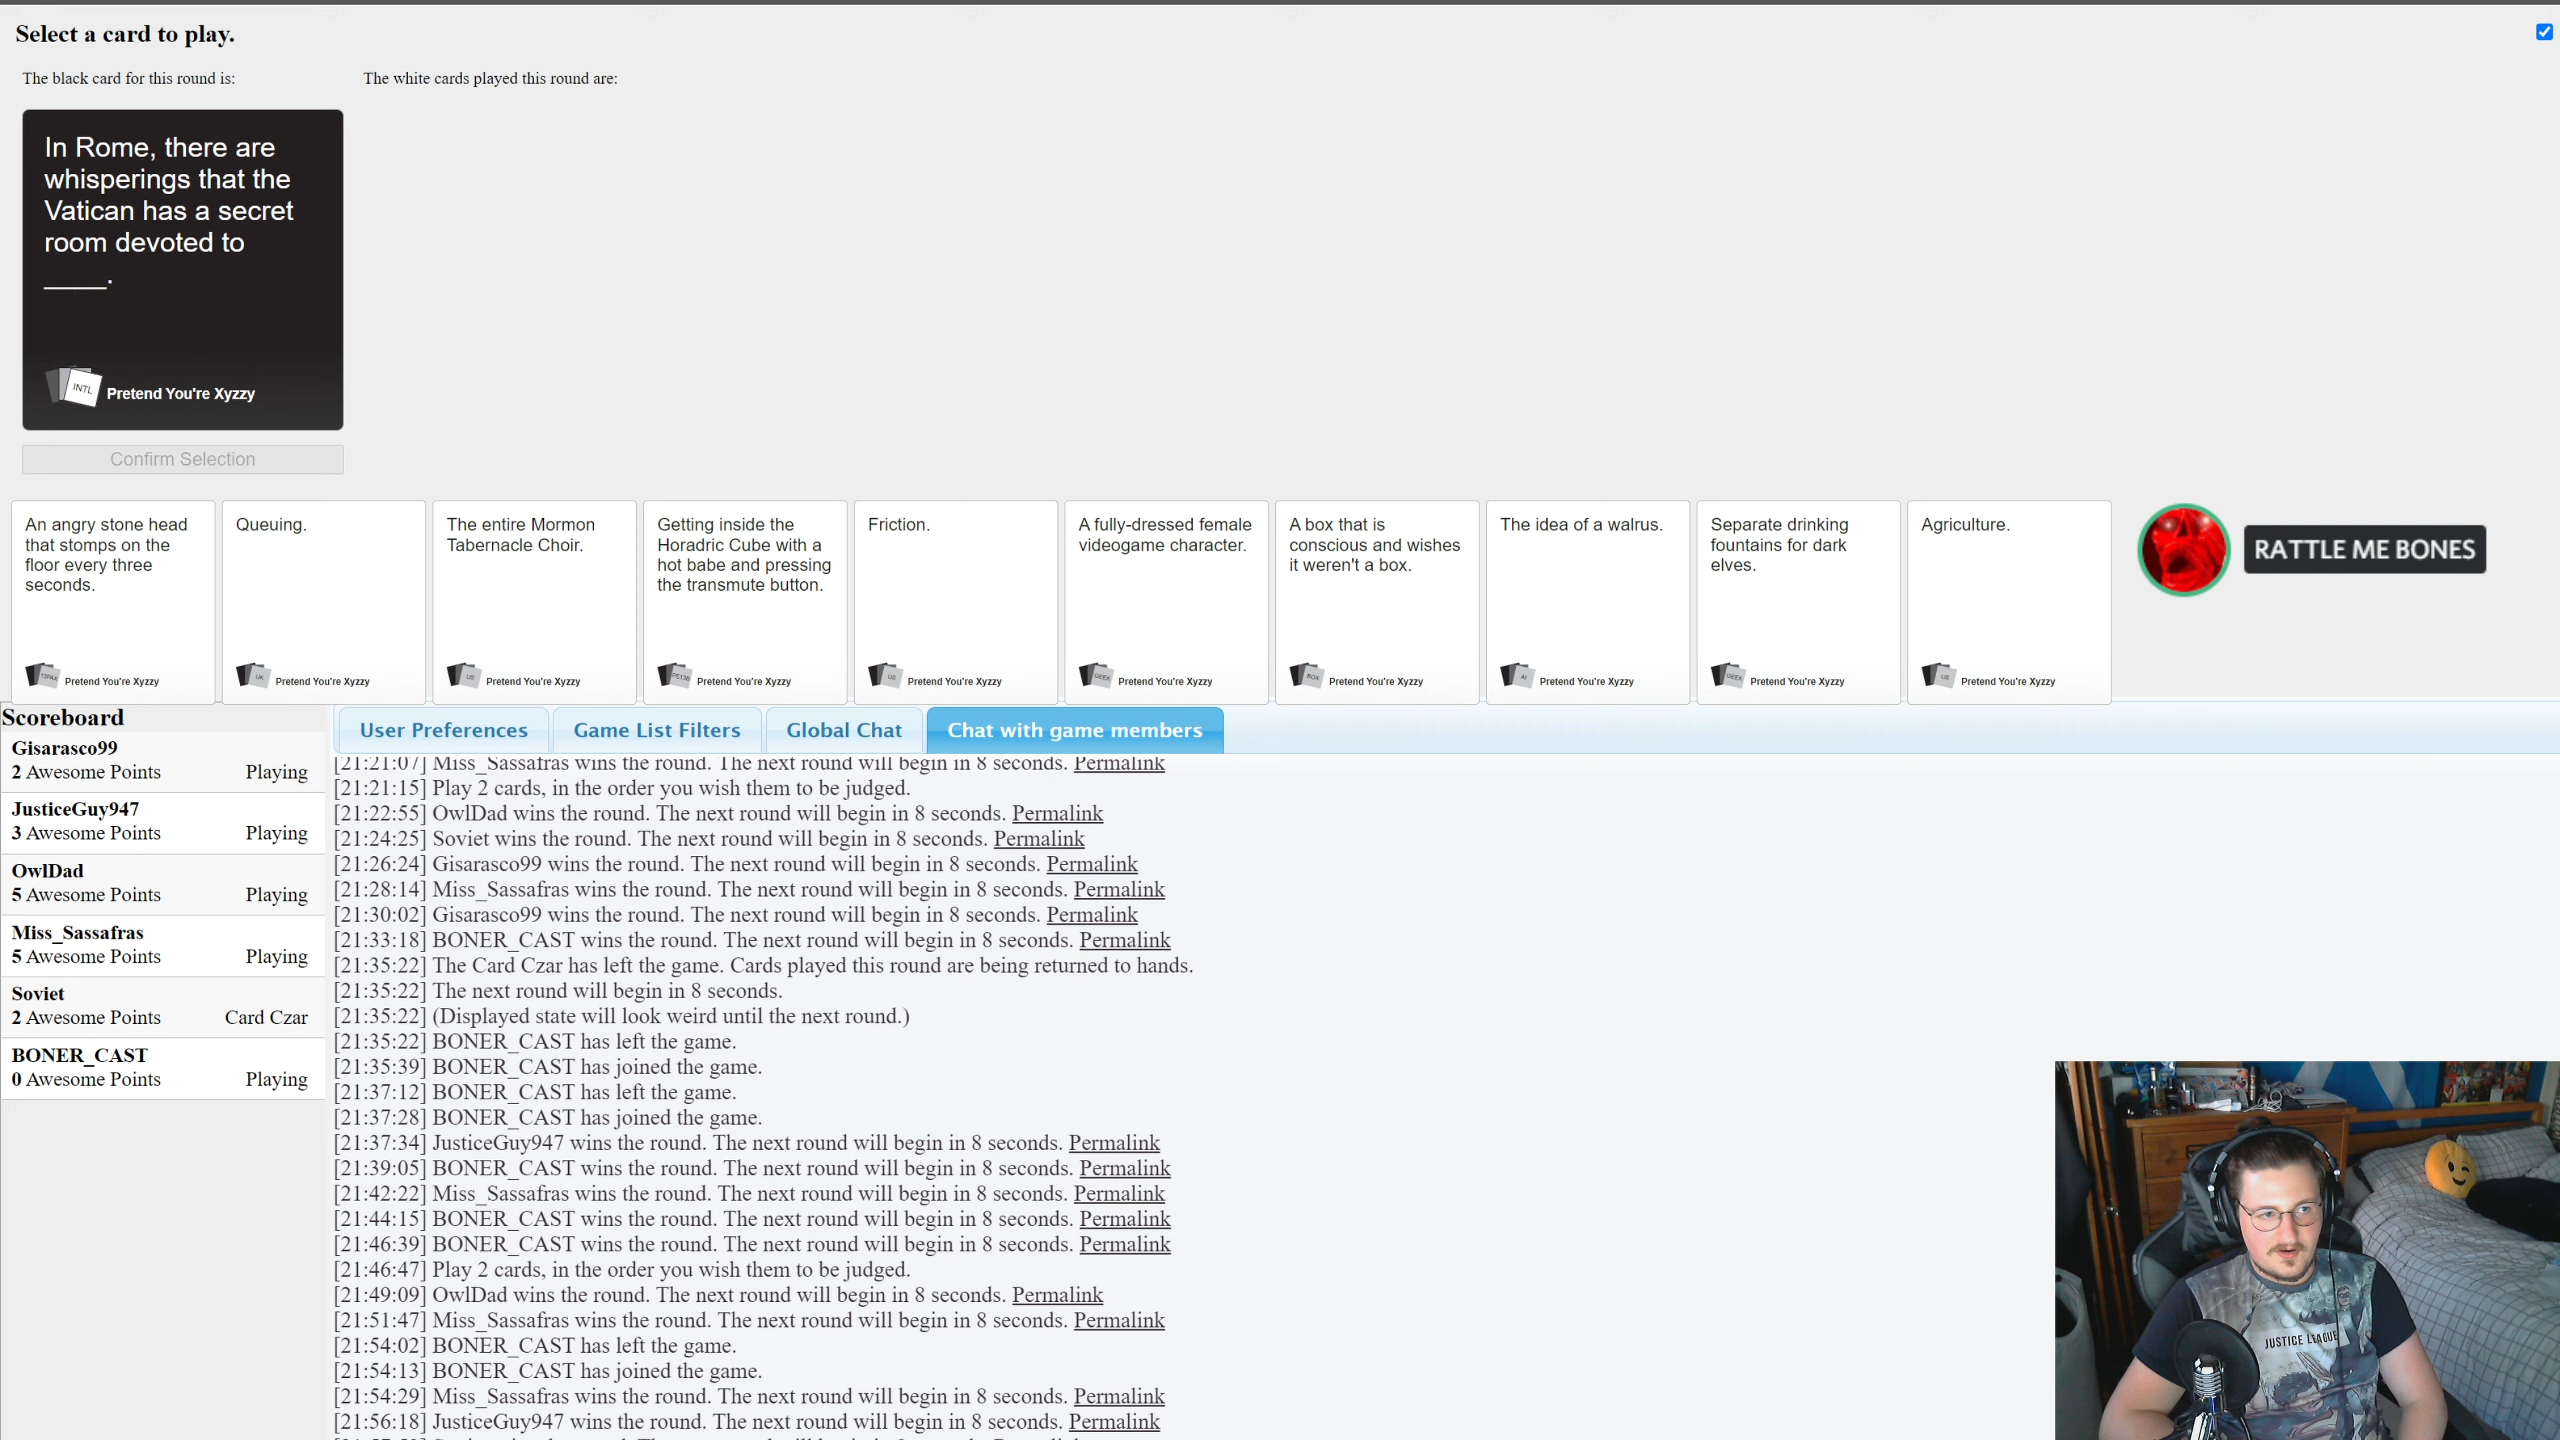 Select a card to play.
The black card for this round is:
The white cards played this round are:
In Rome, there are
whisperings that the
Vatican has a secret
room devoted to
_____.
INTL
Pretend You're Xyzzy
Confirm Selection
An angry stone head
that stomps on the
floor every three
seconds.
13PAX
Pretend You're Xyzzy
Queuing.
UK
Pretend You're Xyzzy
The entire Mormon
Tabernacle Choir.
US
Pretend You're Xyzzy
Getting inside the
Horadric Cube with a
hot babe and pressing
the transmute button.
PE13B
Pretend You're Xyzzy
Friction.
US
Pretend You're Xyzzy
A fully-dressed female
videogame character.
GEEK
Pretend You're Xyzzy
A box that is
conscious and wishes
it weren't a box.
BOX
Pretend You're Xyzzy
The idea of a walrus.
Pretend You're Xyzzy
Separate drinking
fountains for dark
elves.
GEEK
Pretend You're Xyzzy
Agriculture.
US
Pretend You're Xyzzy
RATTLE ME BONES
Scoreboard
Gisarasco99
2 Awesome Points Playing
JusticeGuy947
3 Awesome Points Playing
OwlDad
5 Awesome Points Playing
Miss_Sassafras
5 Awesome Points Playing
Soviet
2 Awesome Points Card Czar
BONER_CAST
0 Awesome Points Playing
User Preferences
Game List Filters
Global Chat
Chat with game members
[21:21:07] Miss_Sassafras wins the round. The next round will begin in 8 seconds. Permalink
[21:21:15] Play 2 cards, in the order you wish them to be judged.
[21:22:55] OwlDad wins the round. The next round will begin in 8 seconds. Permalink
[21:24:25] Soviet wins the round. The next round will begin in 8 seconds. Permalink
[21:26:24] Gisarasco99 wins the round. The next round will begin in 8 seconds. Permalink
[21:28:14] Miss_Sassafras wins the round. The next round will begin in 8 seconds. Permalink
[21:30:02] Gisarasco99 wins the round. The next round will begin in 8 seconds. Permalink
[21:33:18] BONER_CAST wins the round. The next round will begin in 8 seconds. Permalink
[21:35:22] The Card Czar has left the game. Cards played this round are being returned to hands.
[21:35:22] The next round will begin in 8 seconds.
[21:35:22] (Displayed state will look weird until the next round.)
[21:35:22] BONER_CAST has left the game.
[21:35:39] BONER_CAST has joined the game.
[21:37:12] BONER_CAST has left the game.
[21:37:28] BONER_CAST has joined the game.
[21:37:34] JusticeGuy947 wins the round. The next round will begin in 8 seconds. Permalink
[21:39:05] BONER_CAST wins the round. The next round will begin in 8 seconds. Permalink
[21:42:22] Miss_Sassafras wins the round. The next round will begin in 8 seconds. Permalink
[21:44:15] BONER_CAST wins the round. The next round will begin in 8 seconds. Permalink
[21:46:39] BONER_CAST wins the round. The next round will begin in 8 seconds. Permalink
[21:46:47] Play 2 cards, in the order you wish them to be judged.
[21:49:09] OwlDad wins the round. The next round will begin in 8 seconds. Permalink
[21:51:47] Miss_Sassafras wins the round. The next round will begin in 8 seconds. Permalink
[21:54:02] BONER_CAST has left the game.
[21:54:13] BONER_CAST has joined the game.
[21:54:29] Miss_Sassafras wins the round. The next round will begin in 8 seconds. Permalink
[21:56:18] JusticeGuy947 wins the round. The next round will begin in 8 seconds. Permalink
JUSTICE LEAGUE